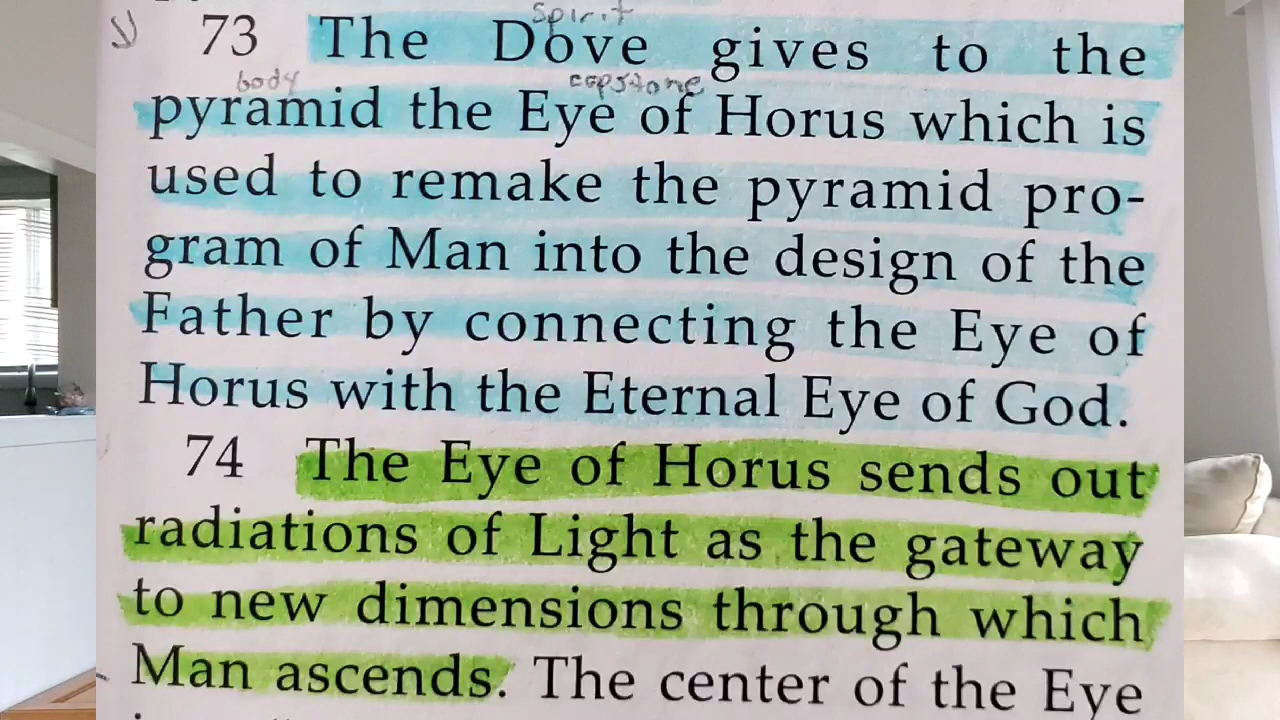 Spirit
73 The Dove gives to the
body capstone
pyramid the Eye of Horus which is
used to remake the pyramid pro-
gram of Man into the design of the
Father by connecting the Eye of
Horus with the Eternal Eye of God.
74 The Eye of Horus sends out
radiations of Light as the gateway
to new dimensions through which
Man ascends. The center of the Eye